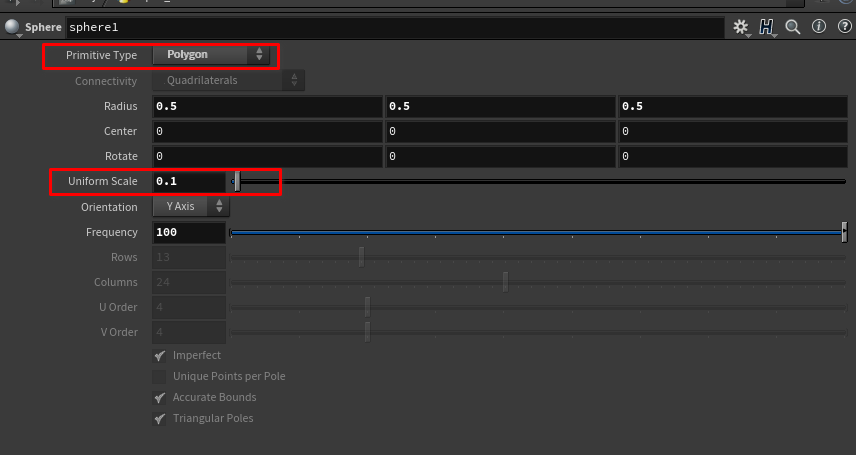 Sphere sphere1
Primitive Type Polygon
Connectivity Quadrilaterals
Radius 0.5 0.5 0.5
Center 0 0 0
Rotate 0 0 0
Uniform Scale 0.1
Orientation Y Axis
Frequency 100
Rows 13
Columns 24
U Order 4
V Order 4
Imperfect
Unique Points per Pole
Accurate Bounds
Triangular Poles